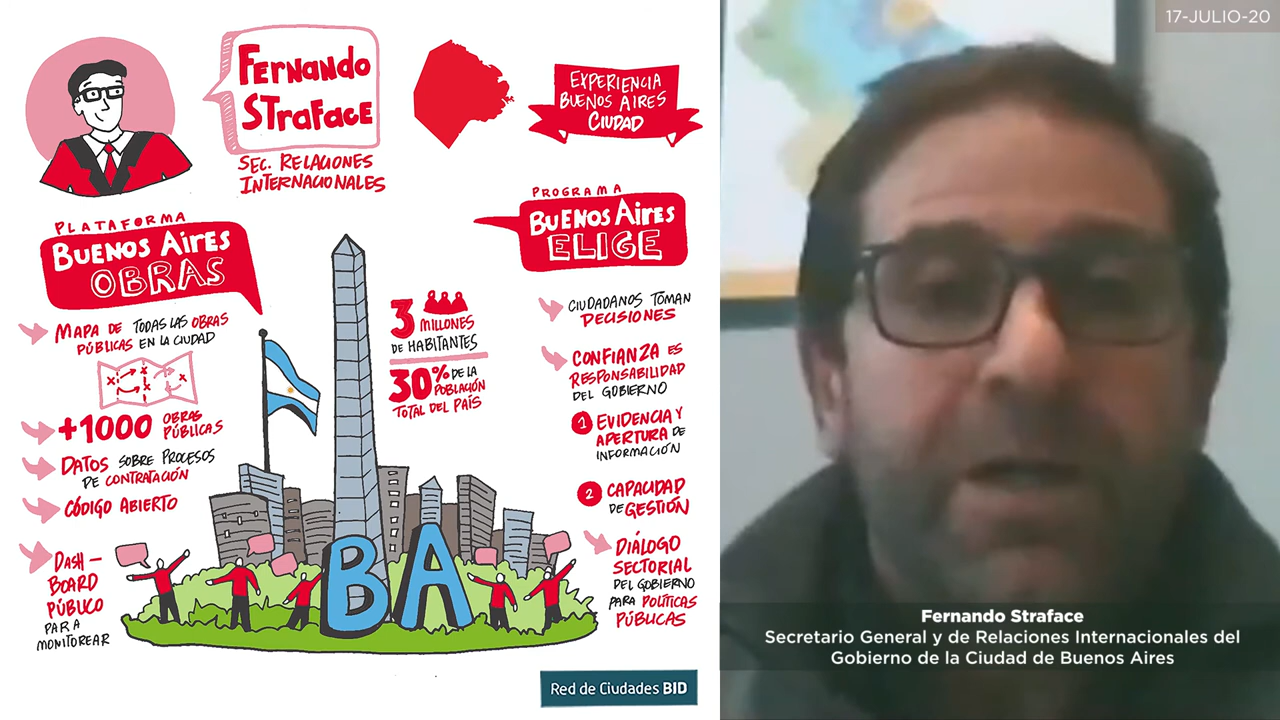 FERNANDO
STRAFACE
SEC. RELACIONES
INTERNACIONALES
EXPERIENCIA
BUENOS AIRES
CIUDAD
PLATAFORMA
BUENOS AIRES
OBRAS
MAPA DE TODAS LAS OBRAS
PÚBLICAS EN LA CIUDAD
+1000 OBRAS
PÚBLICAS
DATOS SOBRE PROCESOS
DE CONTRATACIÓN
CÓDIGO ABIERTO
DASH-
BOARD
PÚBLICO
PARA
MONITOREAR
3 MILLONES
DE HABITANTES
30% DE LA
POBLACIÓN
TOTAL DEL PAÍS
BA
PROGRAMA
BUENOS AIRES
ELIGE
CIUDADANOS TOMAN
DECISIONES
CONFIANZA ES
RESPONSABILIDAD
DEL GOBIERNO
1 EVIDENCIA Y
APERTURA DE
INFORMACIÓN
2 CAPACIDAD
DE GESTIÓN
DIÁLOGO
SECTORIAL
DEL GOBIERNO
PARA POLÍTICAS
PÚBLICAS
Red de Ciudades BID
17-JULIO-20
Fernando Straface
Secretario General y de Relaciones Internacionales del
Gobierno de la Ciudad de Buenos Aires